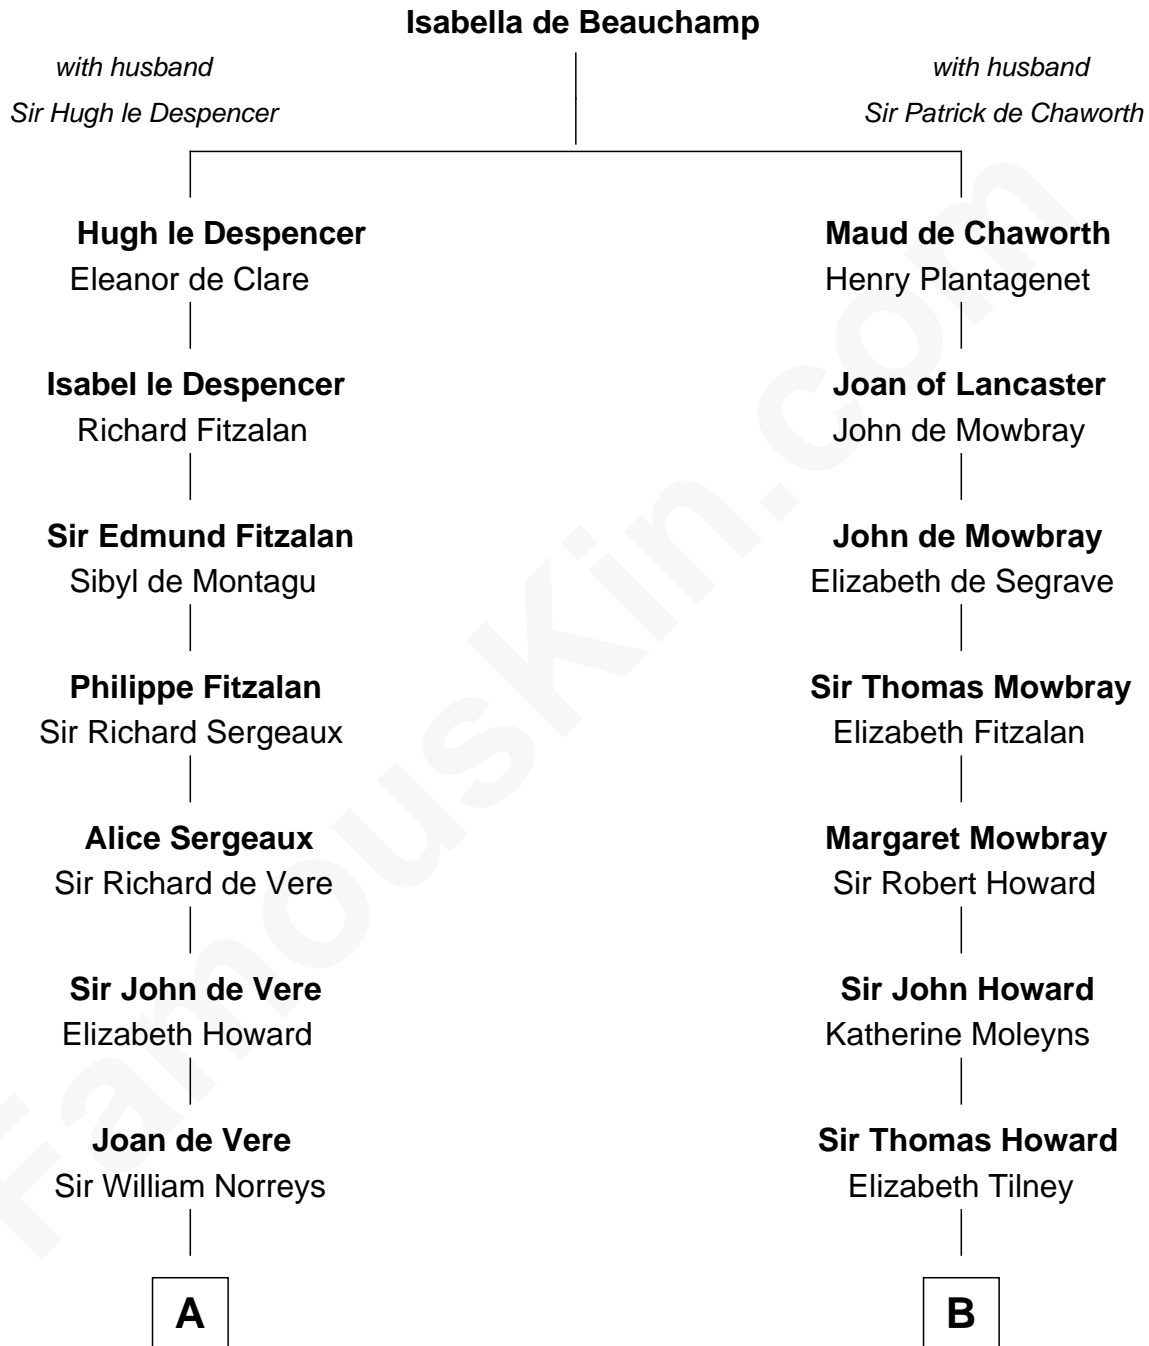 Isabella de Beauchamp
with husband
Sir Hugh le Despencer
with husband
Sir Patrick de Chaworth
Hugh le Despencer
Eleanor de Clare
Maud de Chaworth
Henry Plantagenet
Isabel le Despencer
Richard Fitzalan
Joan of Lancaster
John de Mowbray
Sir Edmund Fitzalan
Sibyl de Montagu
John de Mowbray
Elizabeth de Segrave
Philippe Fitzalan
Sir Richard Sergeaux
Sir Thomas Mowbray
Elizabeth Fitzalan
Alice Sergeaux
Sir Richard de Vere
Margaret Mowbray
Sir Robert Howard
Sir John de Vere
Elizabeth Howard
Sir John Howard
Katherine Moleyns
Joan de Vere
Sir William Norreys
Sir Thomas Howard
Elizabeth Tilney
A
B
FamousKin.com